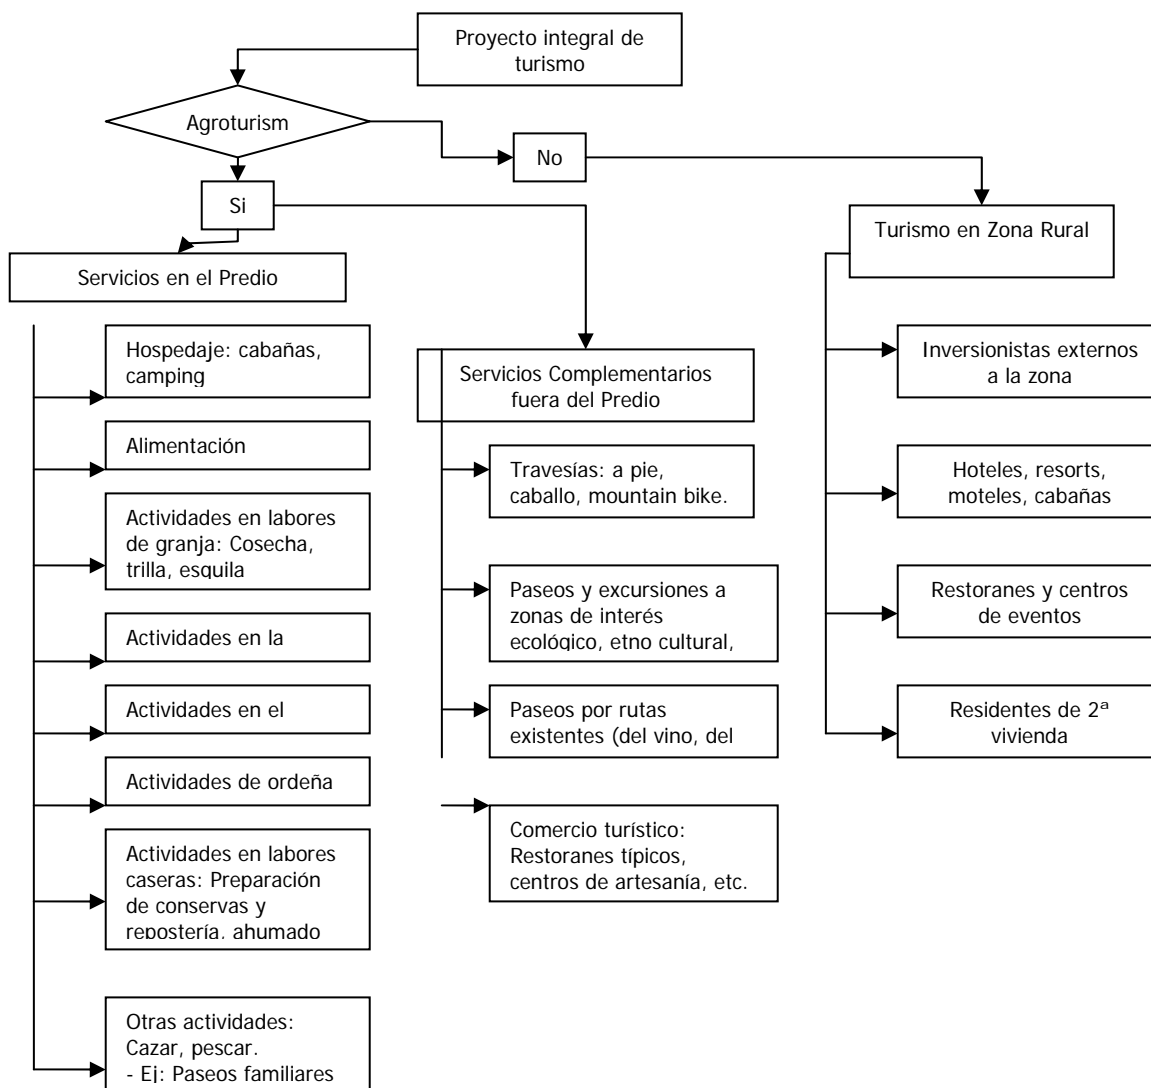 Proyecto integral de
turismo
Agroturism
No
Si
Turismo en Zona Rural
Servicios en el Predio
Hospedaje: cabañas,
camping
Alimentación
Actividades en labores
de granja: Cosecha,
trilla, esquila
Actividades en la
Actividades en el
Actividades de ordeña
Actividades en labores
caseras: Preparación
de conservas y
repostería, ahumado
Otras actividades:
Cazar, pescar.
- Ej: Paseos familiares
Servicios Complementarios
fuera del Predio
Travesías: a pie,
caballo, mountain bike.
Paseos y excursiones a
zonas de interés
ecológico, etno cultural,
Paseos por rutas
existentes (del vino, del
Comercio turístico:
Restoranes típicos,
centros de artesanía, etc.
Inversionistas externos
a la zona
Hoteles, resorts,
moteles, cabañas
Restoranes y centros
de eventos
Residentes de 2ª
vivienda